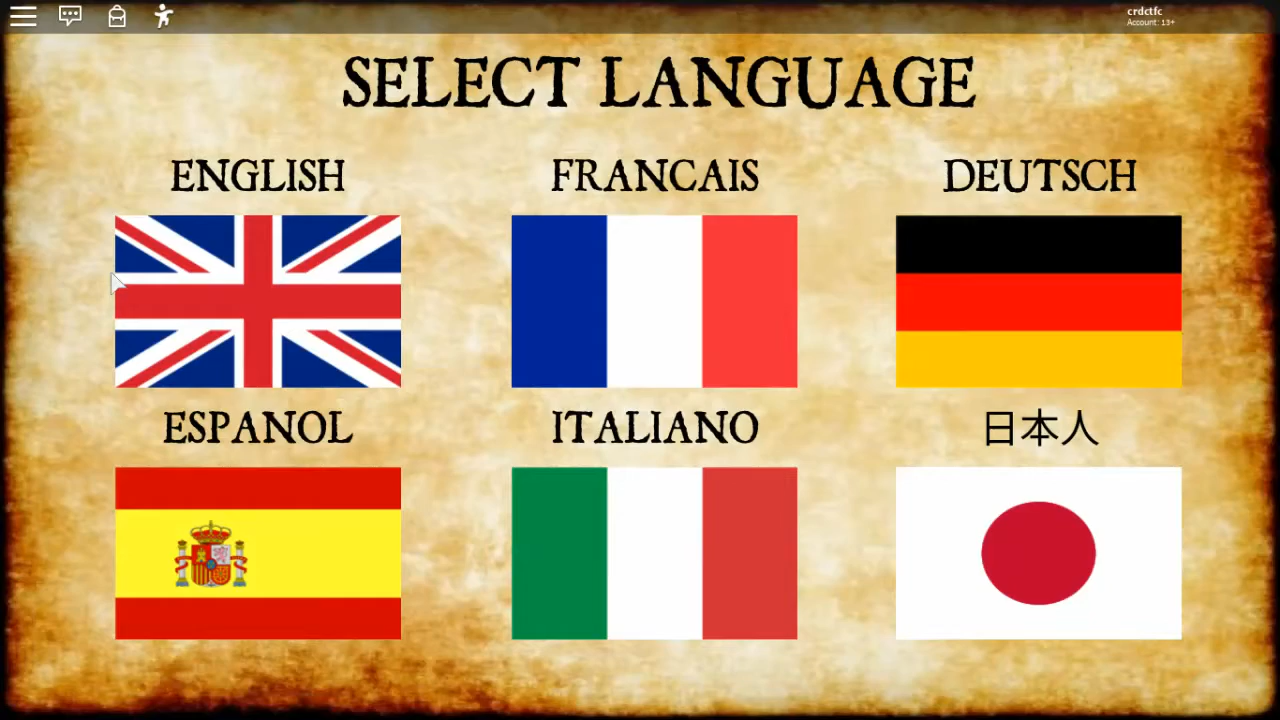 crdctfc
Account: 13+
SELECT LANGUAGE
ENGLISH FRANCAIS DEUTSCH
ESPANOL ITALIANO 日本人